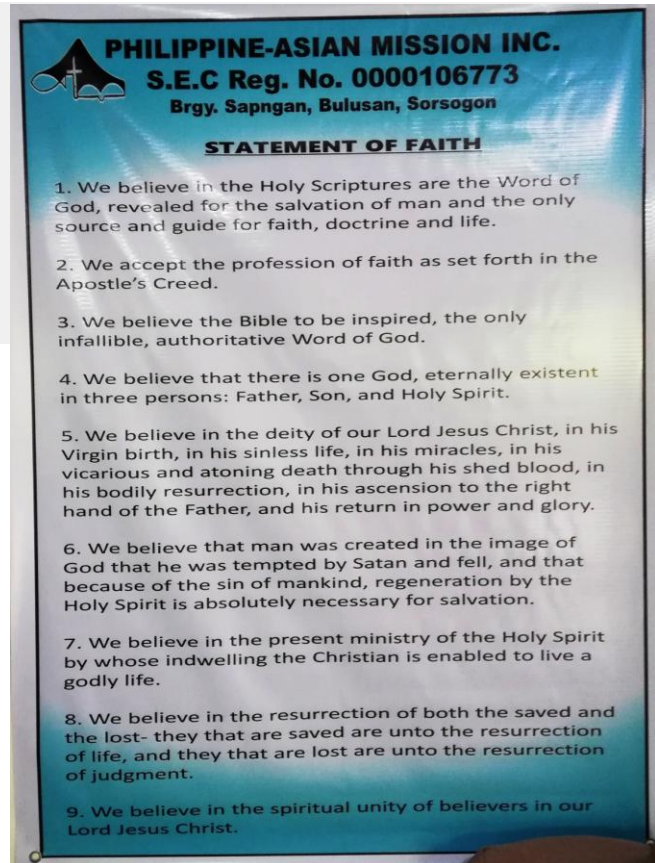 PHILIPPINE-ASIAN MISSION INC.
S.E.C Reg. No. 0000106773
Brgy. Sapngan, Bulusan, Sorsogon
STATEMENT OF FAITH
1. We believe in the Holy Scriptures are the Word of
God, revealed for the salvation of man and the only
source and guide for faith, doctrine and life.
2. We accept the profession of faith as set forth in the
Apostle's Creed.
3. We believe the Bible to be inspired, the only
infallible, authoritative Word of God.
4. We believe that there is one God, eternally existent
in three persons: Father, Son, and Holy Spirit.
5. We believe in the deity of our Lord Jesus Christ, in his
Virgin birth, in his sinless life, in his miracles, in his
vicarious and atoning death through his shed blood, in
his bodily resurrection, in his ascension to the right
hand of the Father, and his return in power and glory.
6. We believe that man was created in the image of
God that he was tempted by Satan and fell, and that
because of the sin of mankind, regeneration by the
Holy Spirit is absolutely necessary for salvation.
7. We believe in the present ministry of the Holy Spirit
by whose indwelling the Christian is enabled to live a
godly life.
8. We believe in the resurrection of both the saved and
the lost- they that are saved are unto the resurrection
of life, and they that are lost are unto the resurrection
of judgment.
9. We believe in the spiritual unity of believers in our
Lord Jesus Christ.